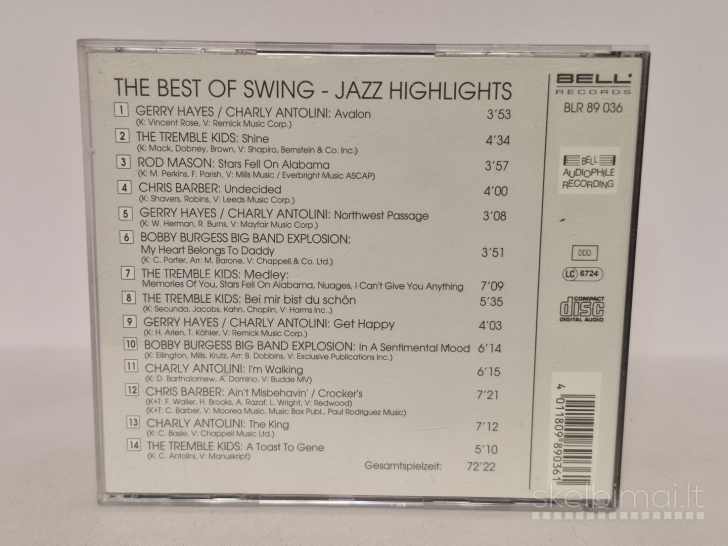 THE BEST OF SWING - JAZZ HIGHLIGHTS
1 GERRY HAYES / CHARLY ANTOLINI: Avalon 3'53
(K: Vincent Rose, V: Remick Music Corp.)
2 THE TREMBLE KIDS: Shine 4'34
(K: Mack, Dobney, Brown, V: Shapiro, Bernstein & Co. Inc.)
3 ROD MASON: Stars Fell On Alabama 3'57
(K: M. Perkins, F. Parish, V: Mills Music / Everbright Music ASCAP)
4 CHRIS BARBER: Undecided 4'00
(K: Shavers, Robins, V: Leeds Music Corp.)
5 GERRY HAYES / CHARLY ANTOLINI: Northwest Passage 3'08
(K: W. Herman, R. Burns, V: Mayfair Music Corp.)
6 BOBBY BURGESS BIG BAND EXPLOSION:
My Heart Belongs To Daddy 3'51
(K: C. Porter, Arr: M. Barone, V: Chappell & Co. Ltd.)
7 THE TREMBLE KIDS: Medley:
Memories Of You, Stars Fell On Alabama, Nuages, I Can't Give You Anything 7'09
8 THE TREMBLE KIDS: Bei mir bist du schön 5'35
(K: Secunda, Jacobs, Kahn, Chaplin, V: Harms Inc..)
9 GERRY HAYES / CHARLY ANTOLINI: Get Happy 4'03
(K: H. Arlen, T. Köhler, V: Remick Music Corp.)
10 BOBBY BURGESS BIG BAND EXPLOSION: In A Sentimental Mood 6'14
(K: Ellington, Mills, Krutz, Arr: B. Dobbins, V: Exclusive Publications Inc.)
11 CHARLY ANTOLINI: I'm Walking 6'15
(K: D. Bartholomew, A. Domino, V: Budde MV)
12 CHRIS BARBER: Ain't Misbehavin' / Crocker's 7'21
(K+T: F. Waller, H. Brooks, A. Razaf, L. Wright, V: Redwood)
(K+T: C. Barber, V: Moorea Music, Music Box Publ., Paul Rodriguez Music)
13 CHARLY ANTOLINI: The King 7'12
(K: C. Basie, V: Chappell Music Ltd.)
14 THE TREMBLE KIDS: A Toast To Gene 5'10
(K: C. Antolini, V: Manuskript)
Gesamtspielzeit: 72'22
BELL
RECORDS
BLR 89 036
BELL
AUDIOPHILE
RECORDING
DDD
LC 6724
COMPACT
disc
DIGITAL AUDIO
4 011809 890361
skelbimai.lt